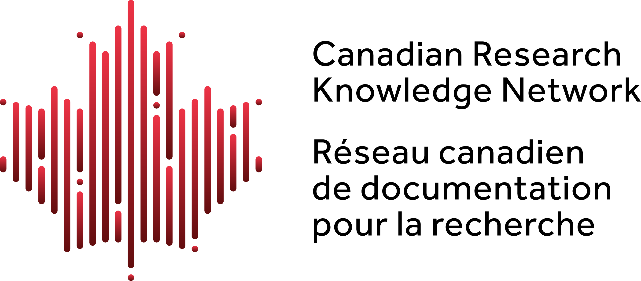 Canadian Research
Knowledge Network
Réseau canadien
de documentation
pour la recherche